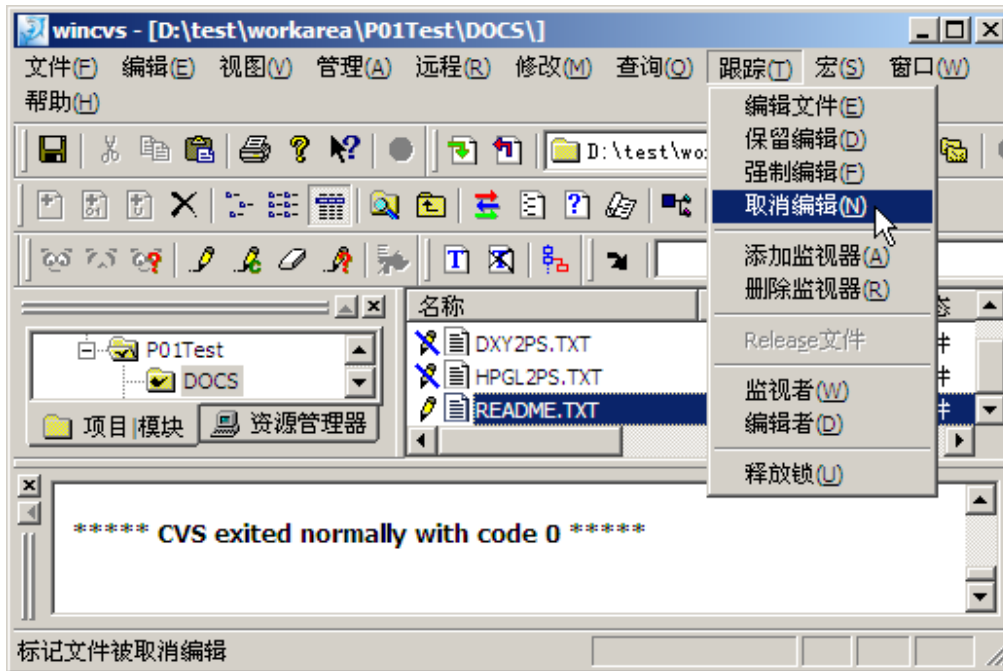 wincvs - [D:\test\workarea\P01Test\DOCS\]
文件(F) 编辑(E) 视图(V) 管理(A) 远程(R) 修改(M) 查询(Q) 跟踪(T) 宏(S) 窗口(W)
帮助(H)
编辑文件(E)
保留编辑(D)
强制编辑(F)
取消编辑(N)
添加监视器(A)
删除监视器(R)
Release文件
监视者(W)
编辑者(D)
释放锁(U)
D:\test\wo
名称
态
P01Test
DOCS
DXY2PS.TXT
件
HPGL2PS.TXT
件
README.TXT
件
项目|模块 资源管理器
***** CVS exited normally with code 0 *****
标记文件被取消编辑